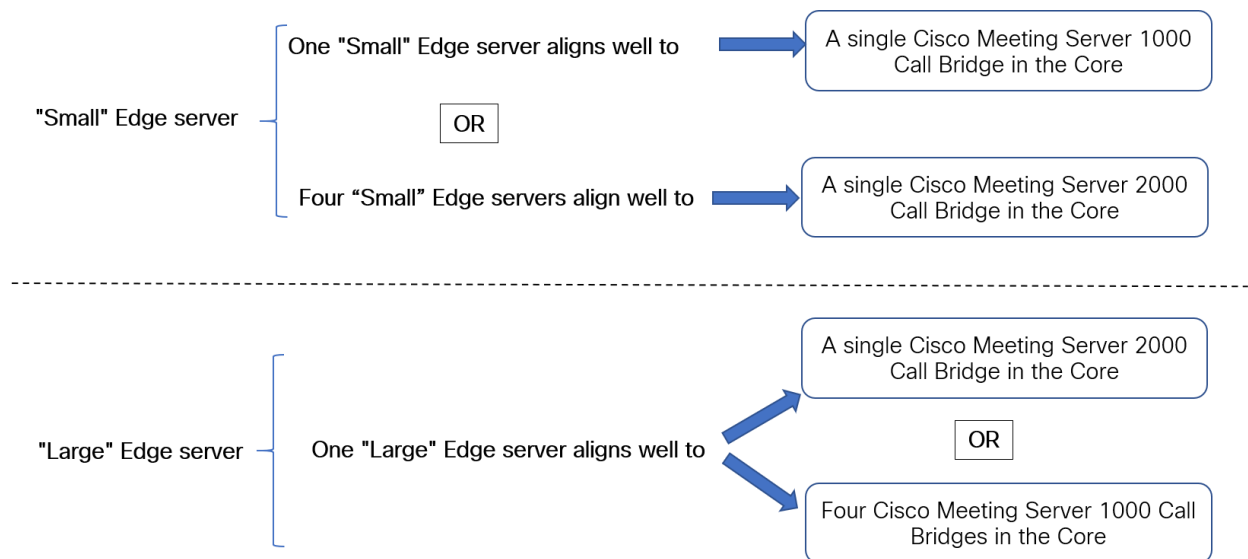 One "Small" Edge server aligns well to
A single Cisco Meeting Server 1000
Call Bridge in the Core
"Small" Edge server
OR
Four “Small” Edge servers align well to
A single Cisco Meeting Server 2000
Call Bridge in the Core
A single Cisco Meeting Server 2000
Call Bridge in the Core
"Large" Edge server
One "Large" Edge server aligns well to
OR
Four Cisco Meeting Server 1000 Call
Bridges in the Core